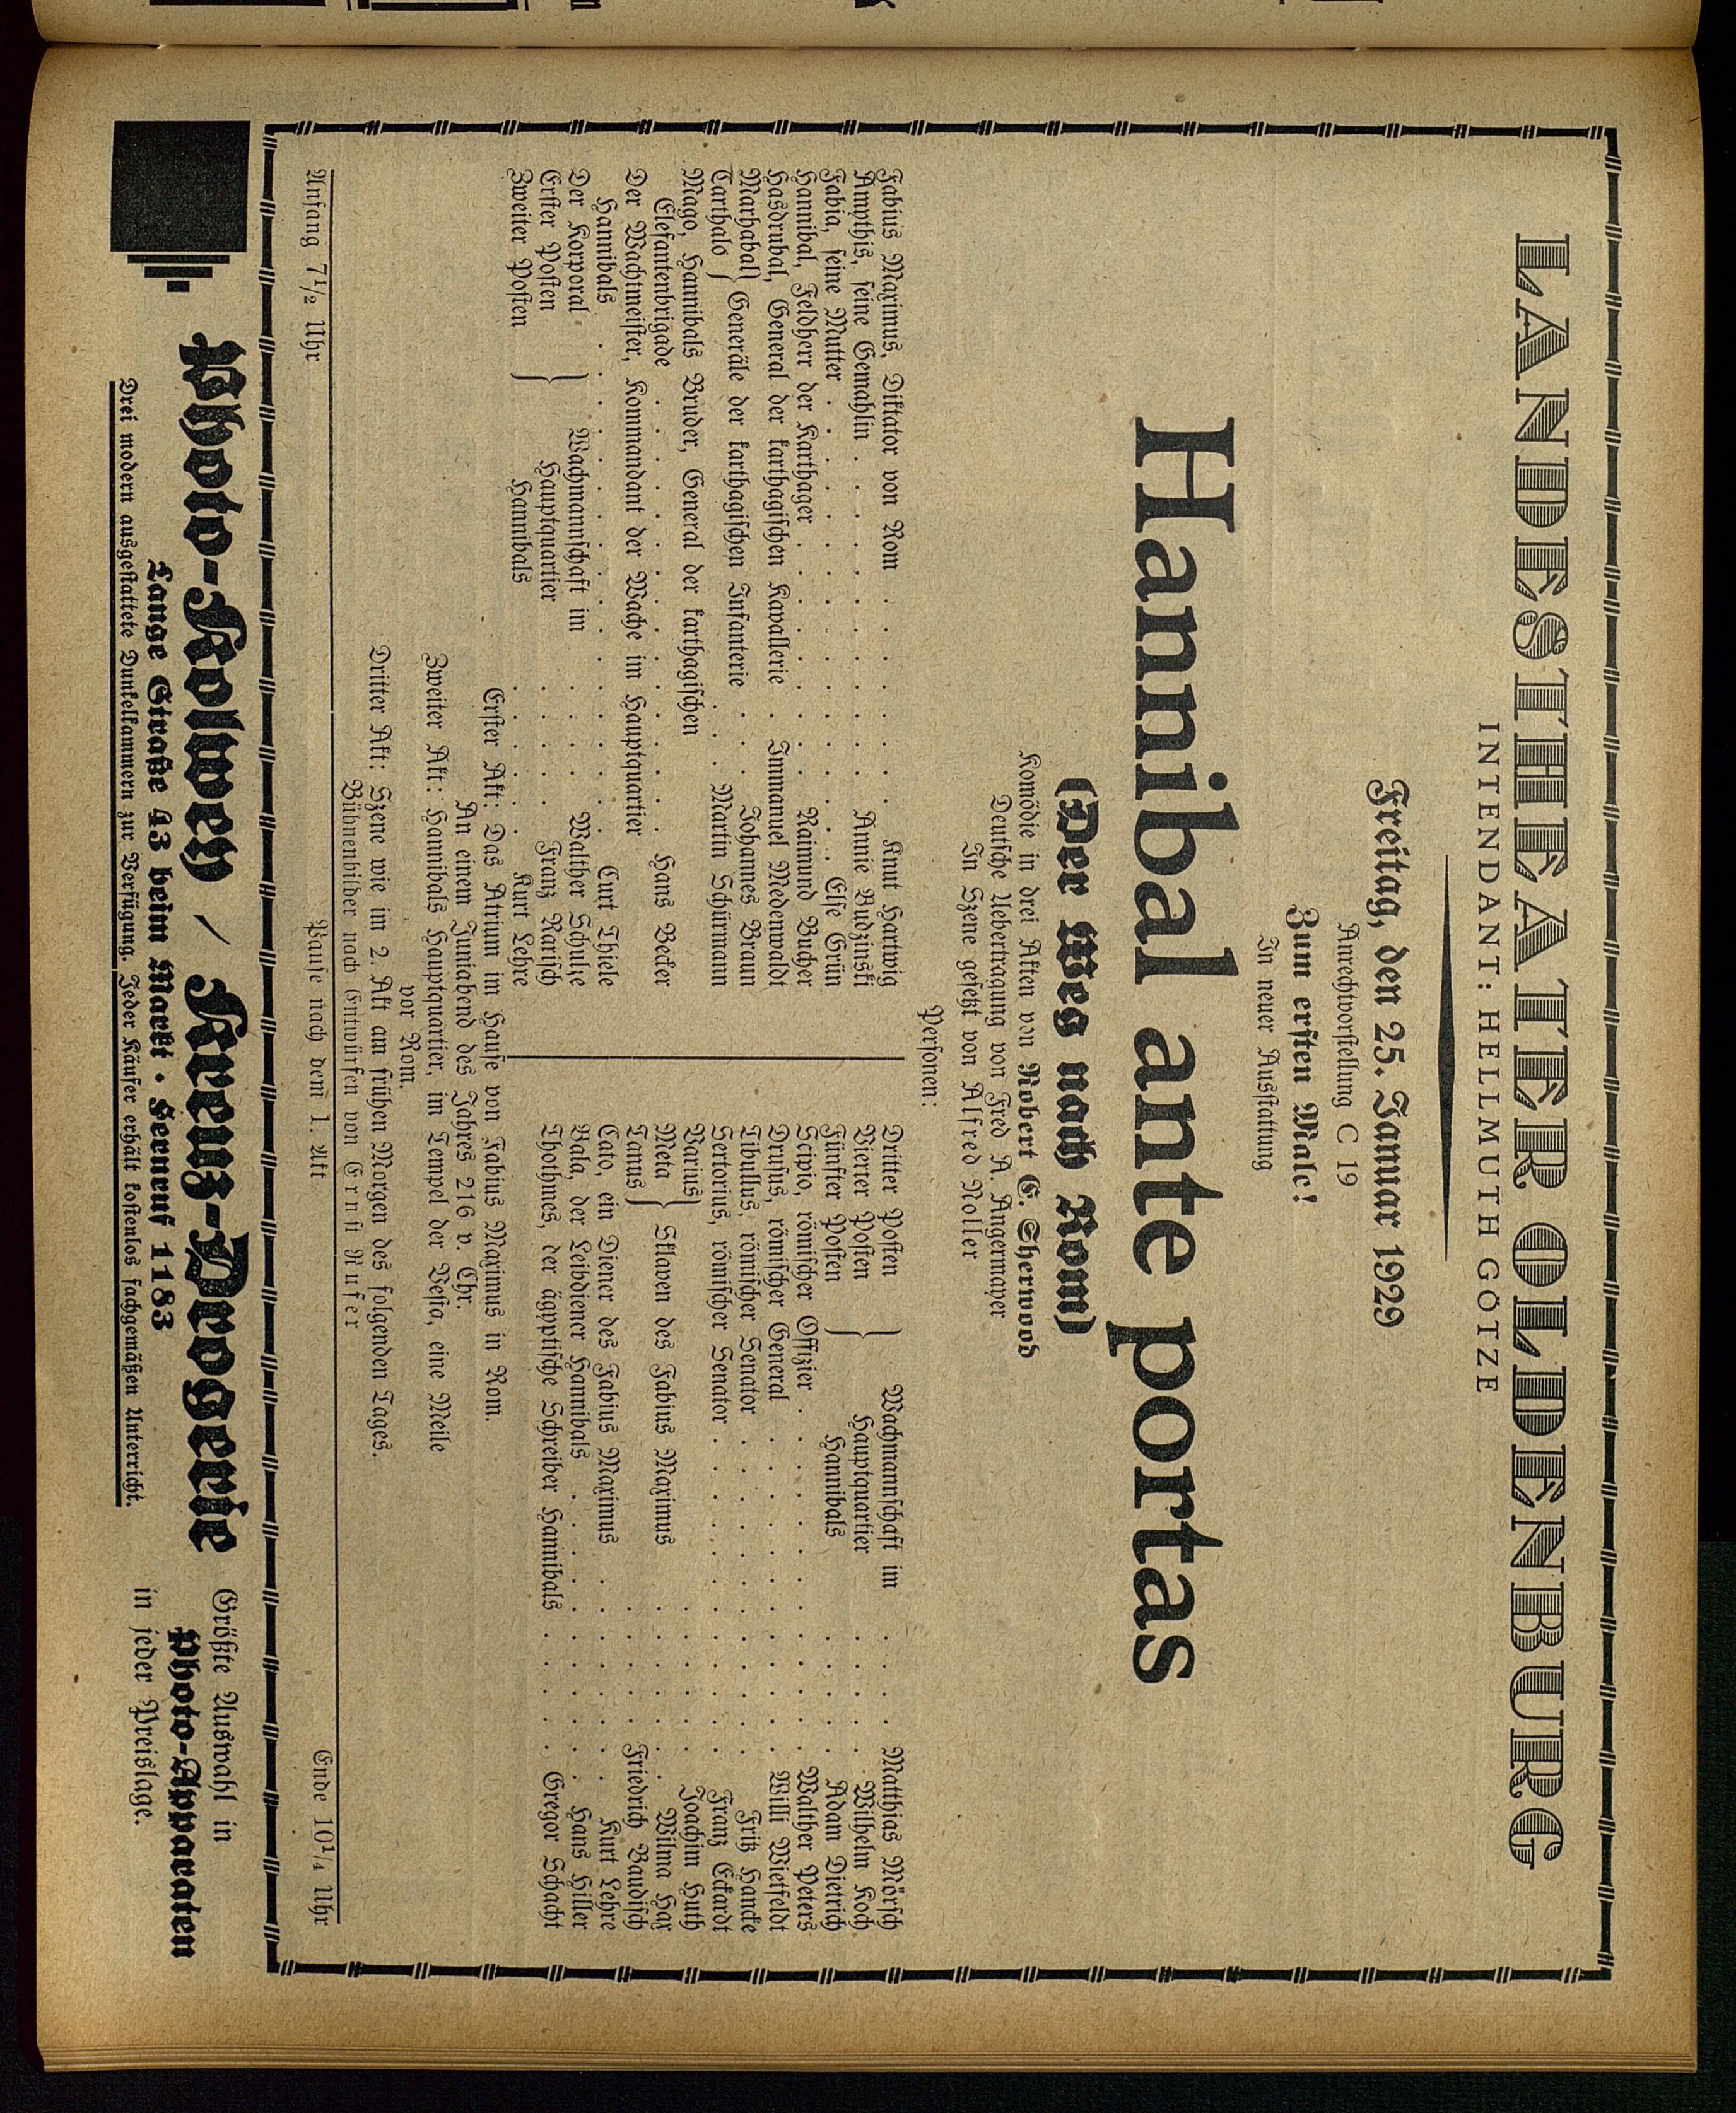 LANDESTHEATER OLDENBURG
INTENDANT: HELLMUTH GÖTZE
Freitag, den 25. Januar 1929
Anrechtvorstellung C 19
Zum ersten Male!
In neuer Ausstattung
Hannibal ante portas
(Der Weg nach Rom)
Komödie in drei Akten von Robert E. Sherwood
Deutsche Uebertragung von Fred A. Angermayer
In Szene gesetzt von Alfred Noller
Personen:
Fabius Maximus, Diktator von Rom . . . . . Knut Hartwig
Amythis, seine Gemahlin . . . . . Annie Budzinski
Fabia, seine Mutter . . . . . Else Grün
Hannibal, Feldherr der Karthager . . . . . Raimund Bucher
Hasdrubal, General der karthagischen Kavallerie . Immanuel Medenwaldt
Marhabal } Generäle der karthagischen Infanterie . . . Johannes Braun
Carthalo } . . . Martin Schürmann
Mago, Hannibals Bruder, General der karthagischen
Elefantenbrigade . . . . . Hans Becker
Der Wachtmeister, Kommandant der Wache im Hauptquartier
Hannibals . . . . . Curt Thiele
Der Korporal } Wachmannschaft im . . . . . Walther Schulze
Erster Posten } Hauptquartier . . . . . Franz Ranisch
Zweiter Posten } Hannibals . . . . . Kurt Lehre
Dritter Posten } Wachmannschaft im . . . . . Matthias Mörsch
Vierter Posten } Hauptquartier . . . . . Wilhelm Koch
Fünfter Posten } Hannibals . . . . . Adam Dietrich
Scipio, römischer Offizier . . . . . Walther Peters
Drusus, römischer General . . . . . Willi Wietfeldt
Tibullus, römischer Senator . . . . . Fritz Hancke
Sertorius, römischer Senator . . . . . Franz Eckardt
Varius } . . . . . Joachim Huth
Meta } Sklaven des Fabius Maximus . . . . . Wilma Hax
Tanus } . . . . . Friedrich Baudisch
Cato, ein Diener des Fabius Maximus . . . . . Kurt Lehre
Bala, der Leibdiener Hannibals . . . . . Hans Hiller
Thothmes, der ägyptische Schreiber Hannibals . . . . . Gregor Schacht
Erster Akt: Das Atrium im Hause von Fabius Maximus in Rom.
An einem Juniabend des Jahres 216 v. Chr.
Zweiter Akt: Hannibals Hauptquartier, im Tempel der Vesta, eine Meile
vor Rom.
Dritter Akt: Szene wie im 2. Akt am frühen Morgen des folgenden Tages.
Bühnenbilder nach Entwürfen von Ernst Rufer
Anfang 7½ Uhr Pause nach dem 1. Akt Ende 10¼ Uhr
Photo-Kolwey / Kreuz-Drogerie
Lange Straße 43 beim Markt • Fernruf 1183
Drei modern ausgestattete Dunkelkammern zur Verfügung. Jeder Käufer erhält kostenlos fachgemäßen Unterricht.
Größte Auswahl in
Photo-Apparaten
in jeder Preislage.